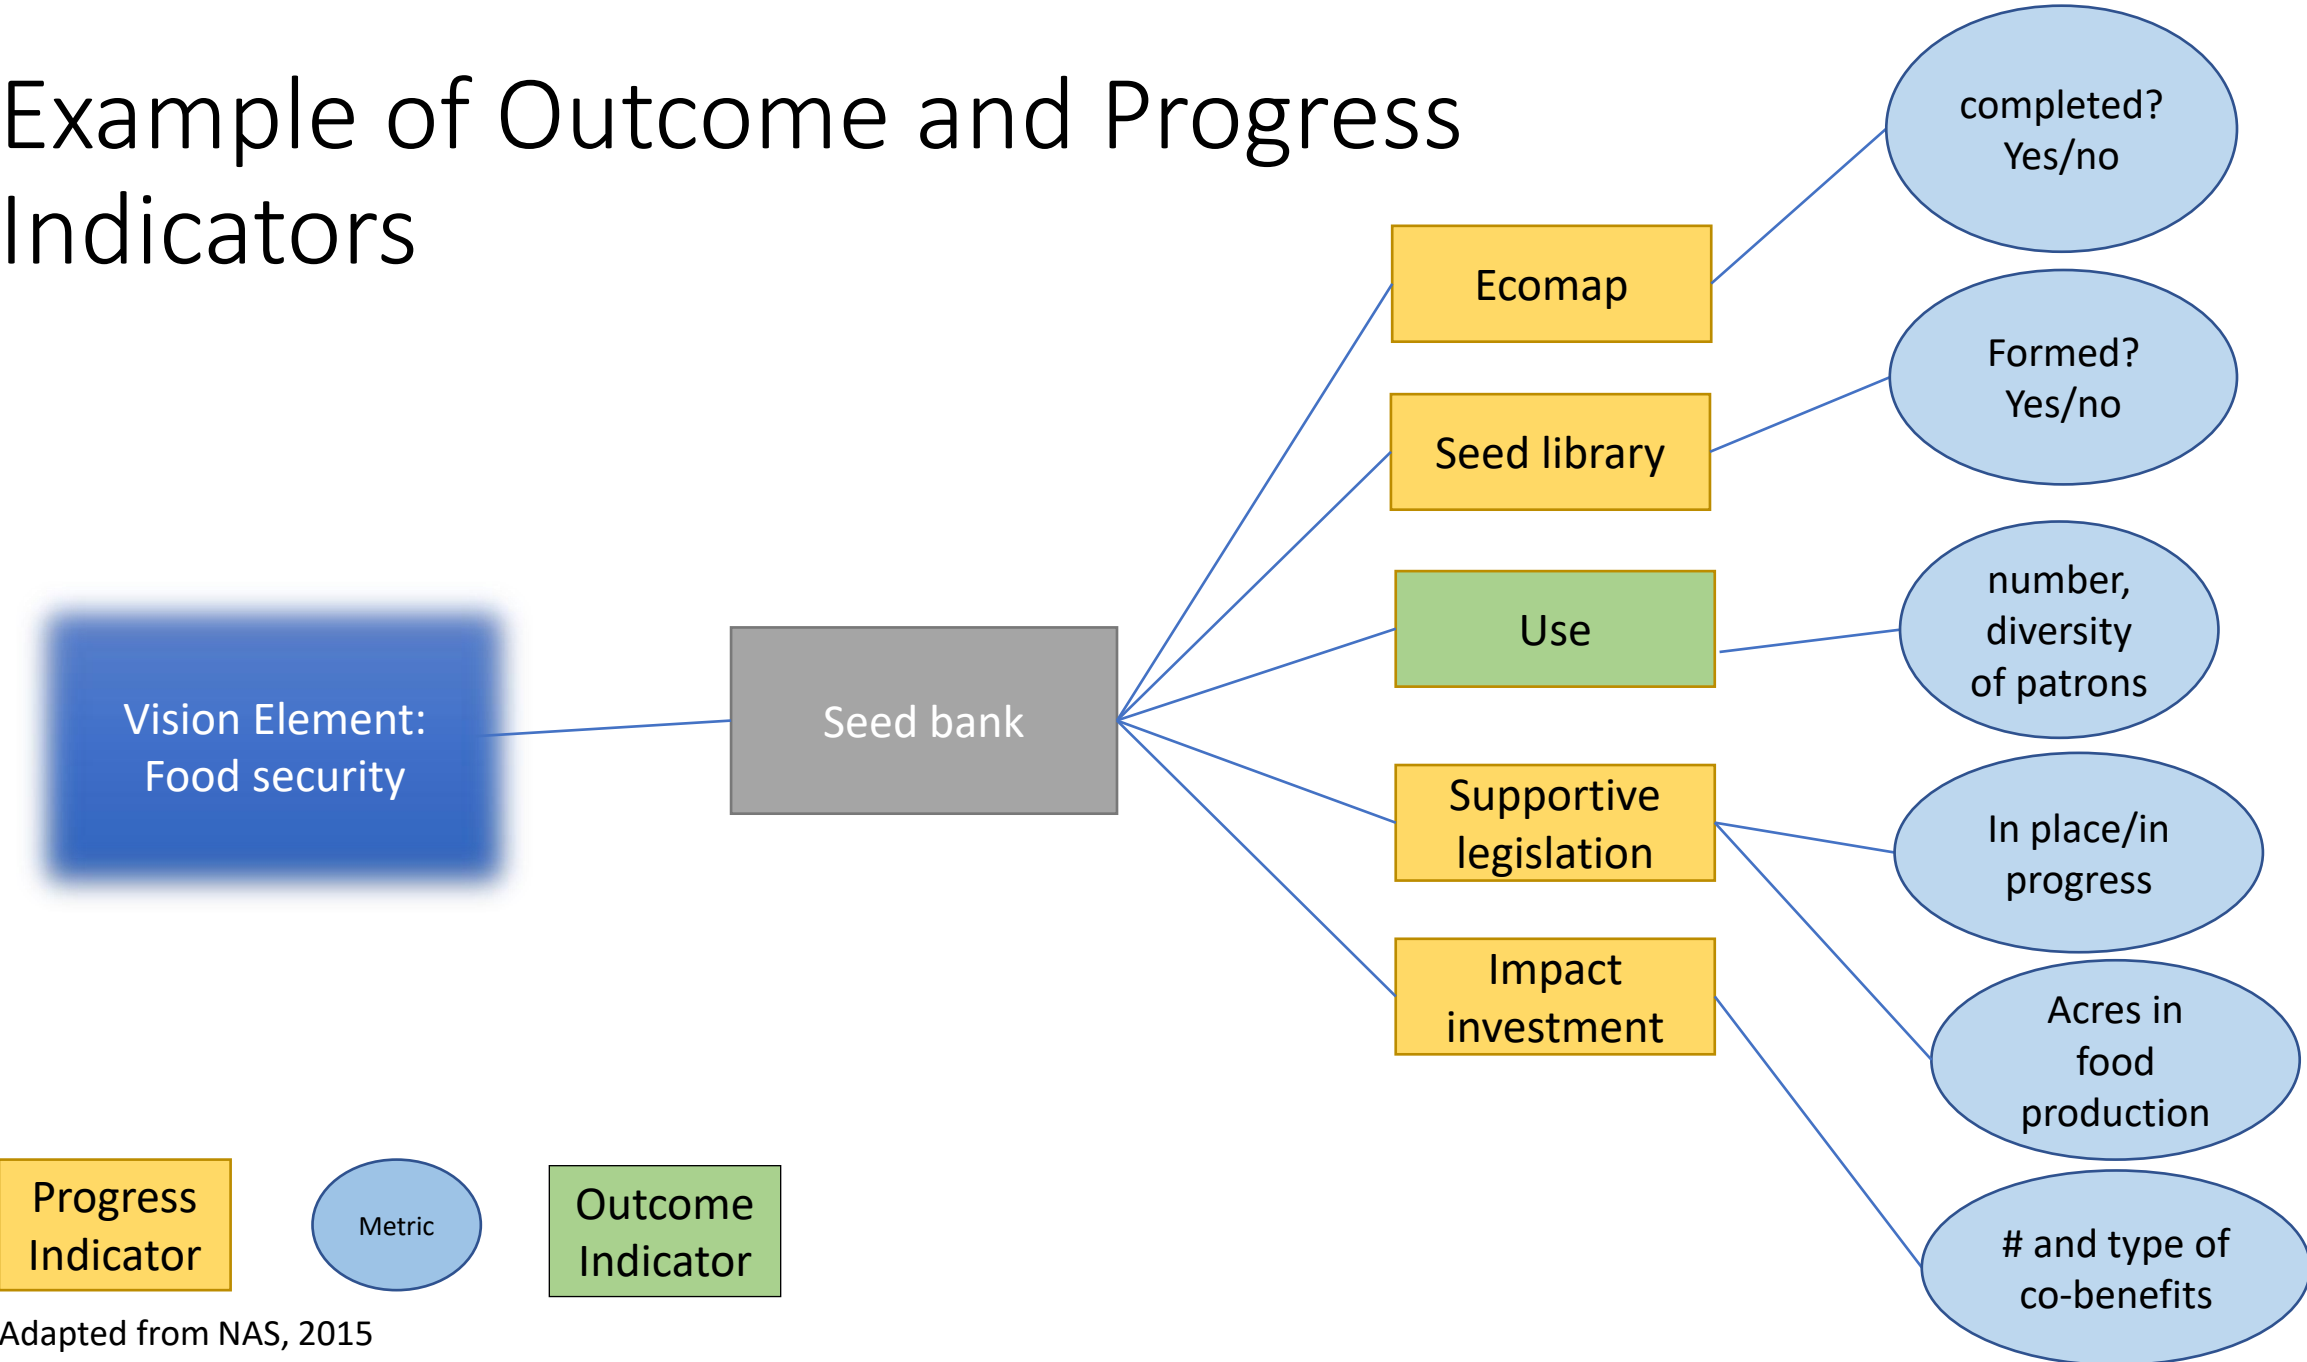 Example of Outcome and Progress
Indicators
Vision Element:
Food security
Seed bank
Ecomap
Seed library
Use
Supportive
legislation
Impact
investment
completed?
Yes/no
Formed?
Yes/no
number,
diversity
of patrons
In place/in
progress
Acres in
food
production
# and type of
co-benefits
Progress
Indicator
Metric
Outcome
Indicator
Adapted from NAS, 2015